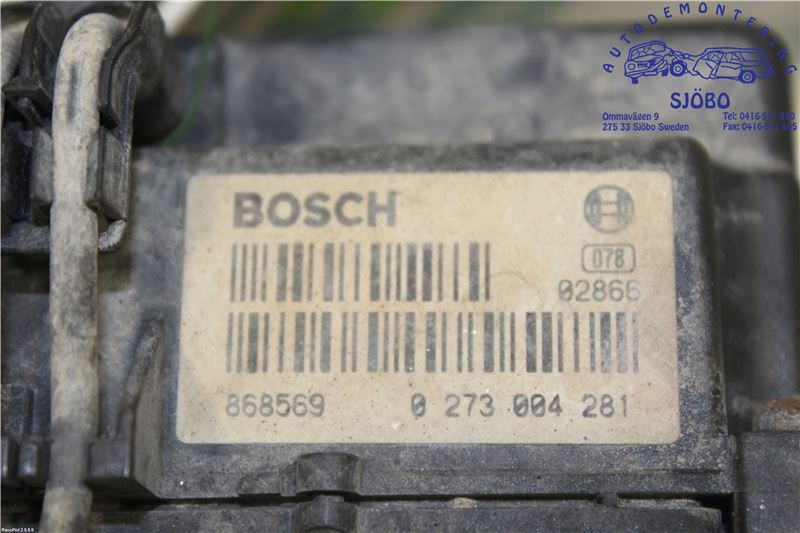 AUTODEMONTERING
SJÖBO
Ommavägen 9
275 33 Sjöbo Sweden
BOSCH
078
02866
868569 0 273 004 281